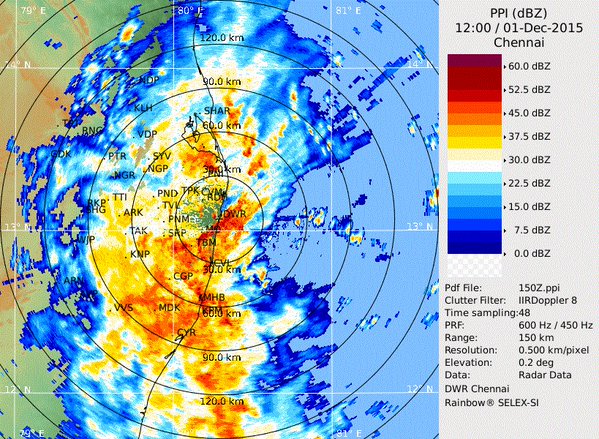 79° E
80° E
81° E
PPI (dBZ)
12:00 / 01-Dec-2015
Chennai
120.0 km
14° N
90.0 km
KLH
SHAR
60.0 km
RNG
VDP
PTR
SYV
NGP
NGR
30.0 km
TTI
PND
TPK
TVL
ARK
PNME
DWR
TAK
SRP
TBM
13° N
KNP
30.0 km
CGP
MHB
VVS
MDK
60.0 km
CYR
90.0 km
12° N
120.0 km
79° E
81° E
60.0 dBZ
52.5 dBZ
45.0 dBZ
37.5 dBZ
30.0 dBZ
22.5 dBZ
15.0 dBZ
7.5 dBZ
0.0 dBZ
Pdf File: 150Z.ppi
Clutter Filter: IIRDoppler 8
Time sampling:48
PRF: 600 Hz / 450 Hz
Range: 150 km
Resolution: 0.500 km/pixel
Elevation: 0.2 deg
Data: Radar Data
DWR Chennai
Rainbow® SELEX-SI